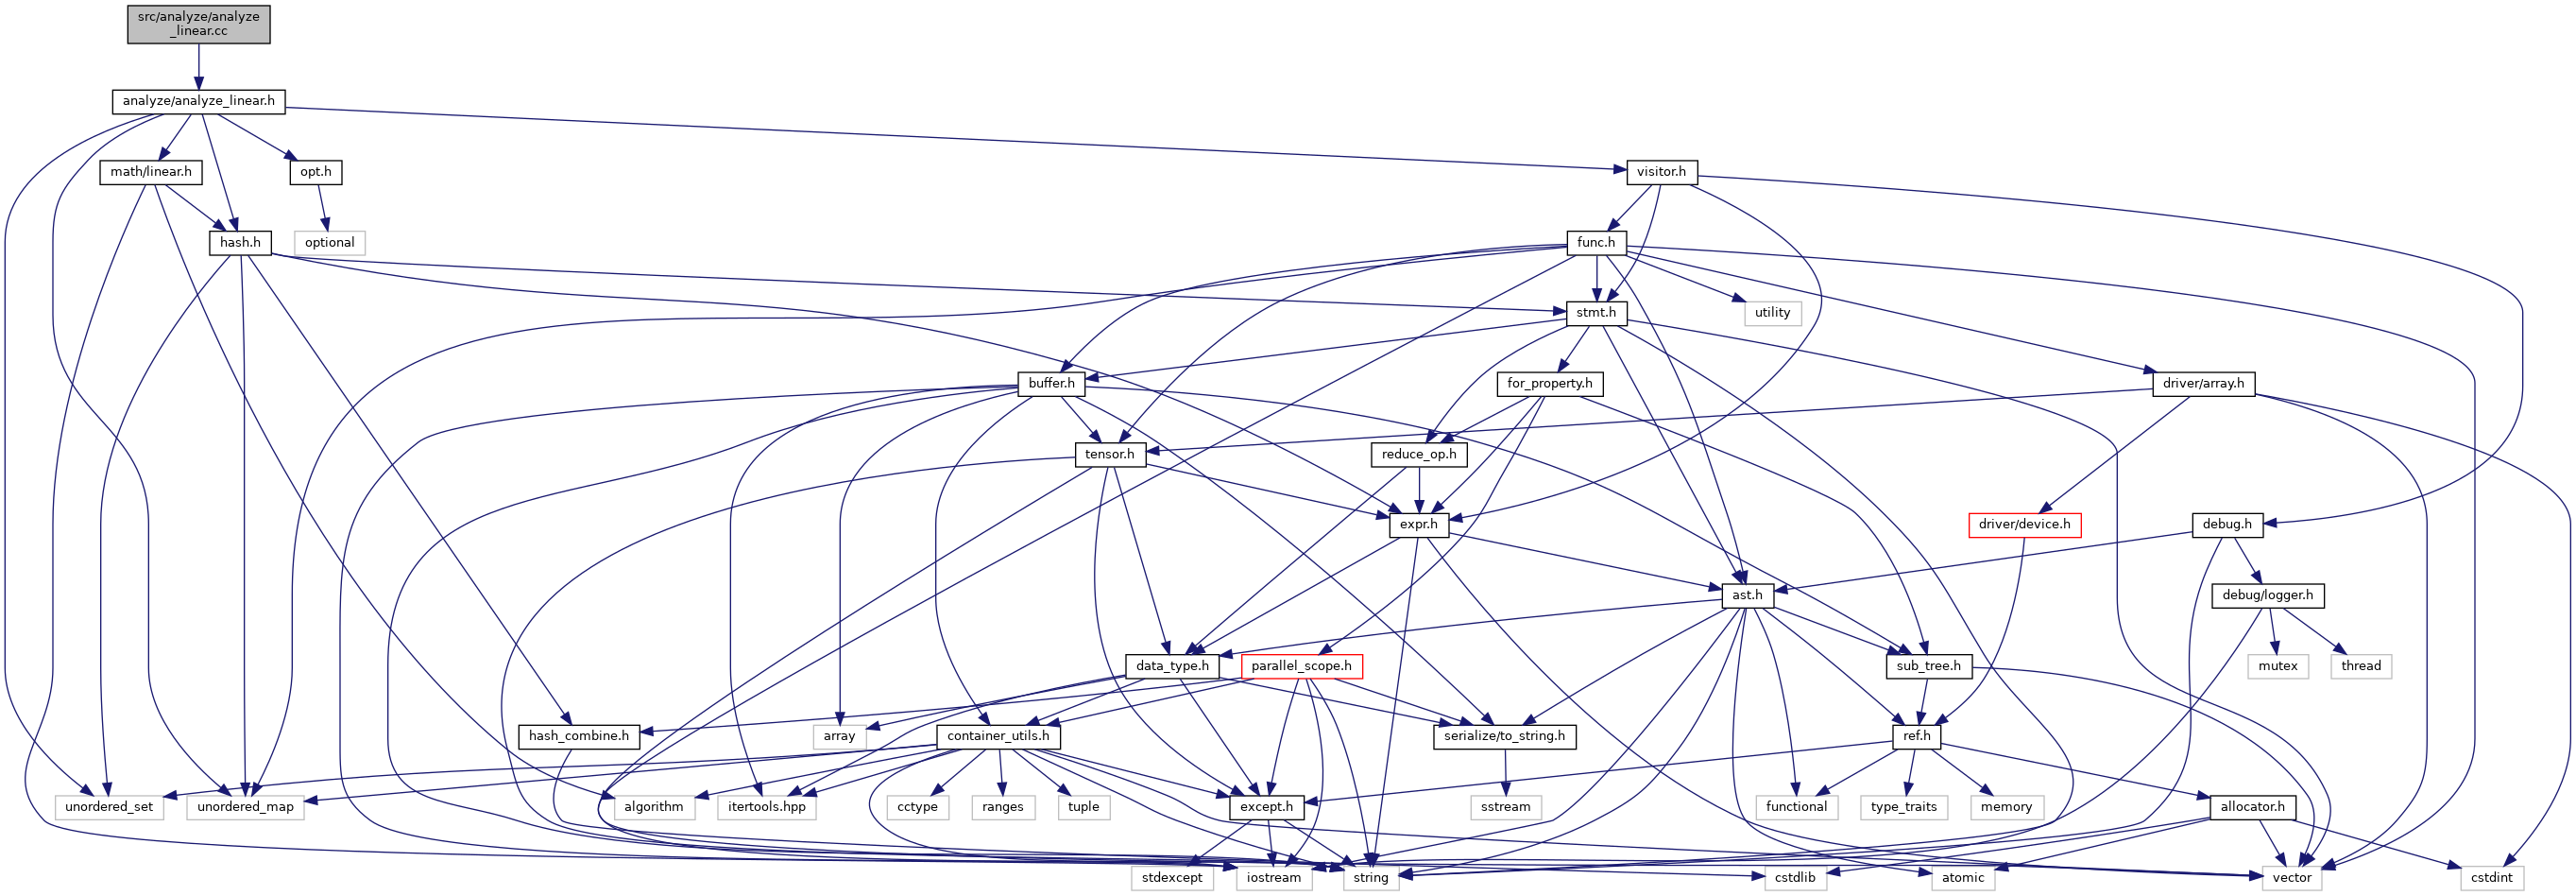 src/analyze/analyze
_linear.cc
analyze/analyze_linear.h
math/linear.h
opt.h
visitor.h
hash.h
optional
func.h
stmt.h
utility
buffer.h
for_property.h
driver/array.h
tensor.h
reduce_op.h
expr.h
driver/device.h
debug.h
ast.h
debug/logger.h
data_type.h
parallel_scope.h
sub_tree.h
mutex
thread
hash_combine.h
array
container_utils.h
serialize/to_string.h
ref.h
unordered_set
unordered_map
algorithm
itertools.hpp
cctype
ranges
tuple
except.h
sstream
functional
type_traits
memory
allocator.h
stdexcept
iostream
string
cstdlib
atomic
vector
cstdint